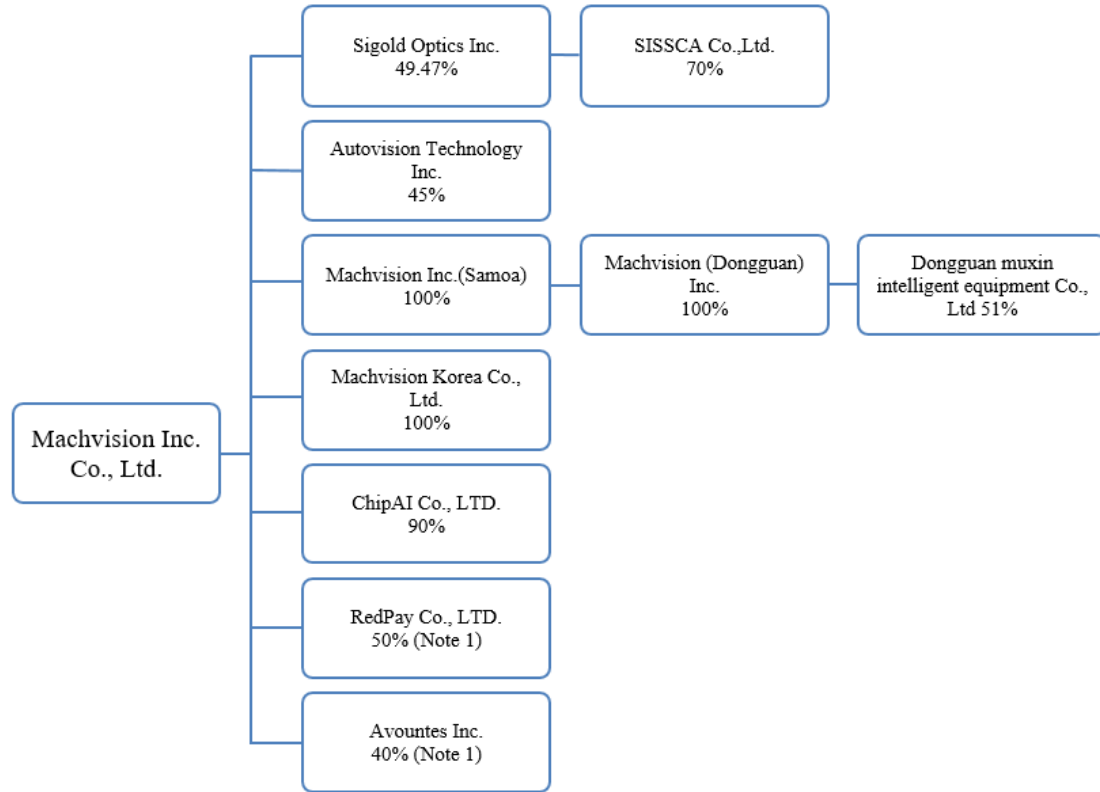 Sigold Optics Inc.
49.47%
SISSCA Co.,Ltd.
70%
Autovision Technology
Inc.
45%
Machvision Inc.(Samoa)
100%
Machvision (Dongguan)
Inc.
100%
Dongguan muxin
intelligent equipment Co.,
Ltd 51%
Machvision Korea Co.,
Ltd.
100%
Machvision Inc.
Co., Ltd.
ChipAI Co., LTD.
90%
RedPay Co., LTD.
50% (Note 1)
Avountes Inc.
40% (Note 1)